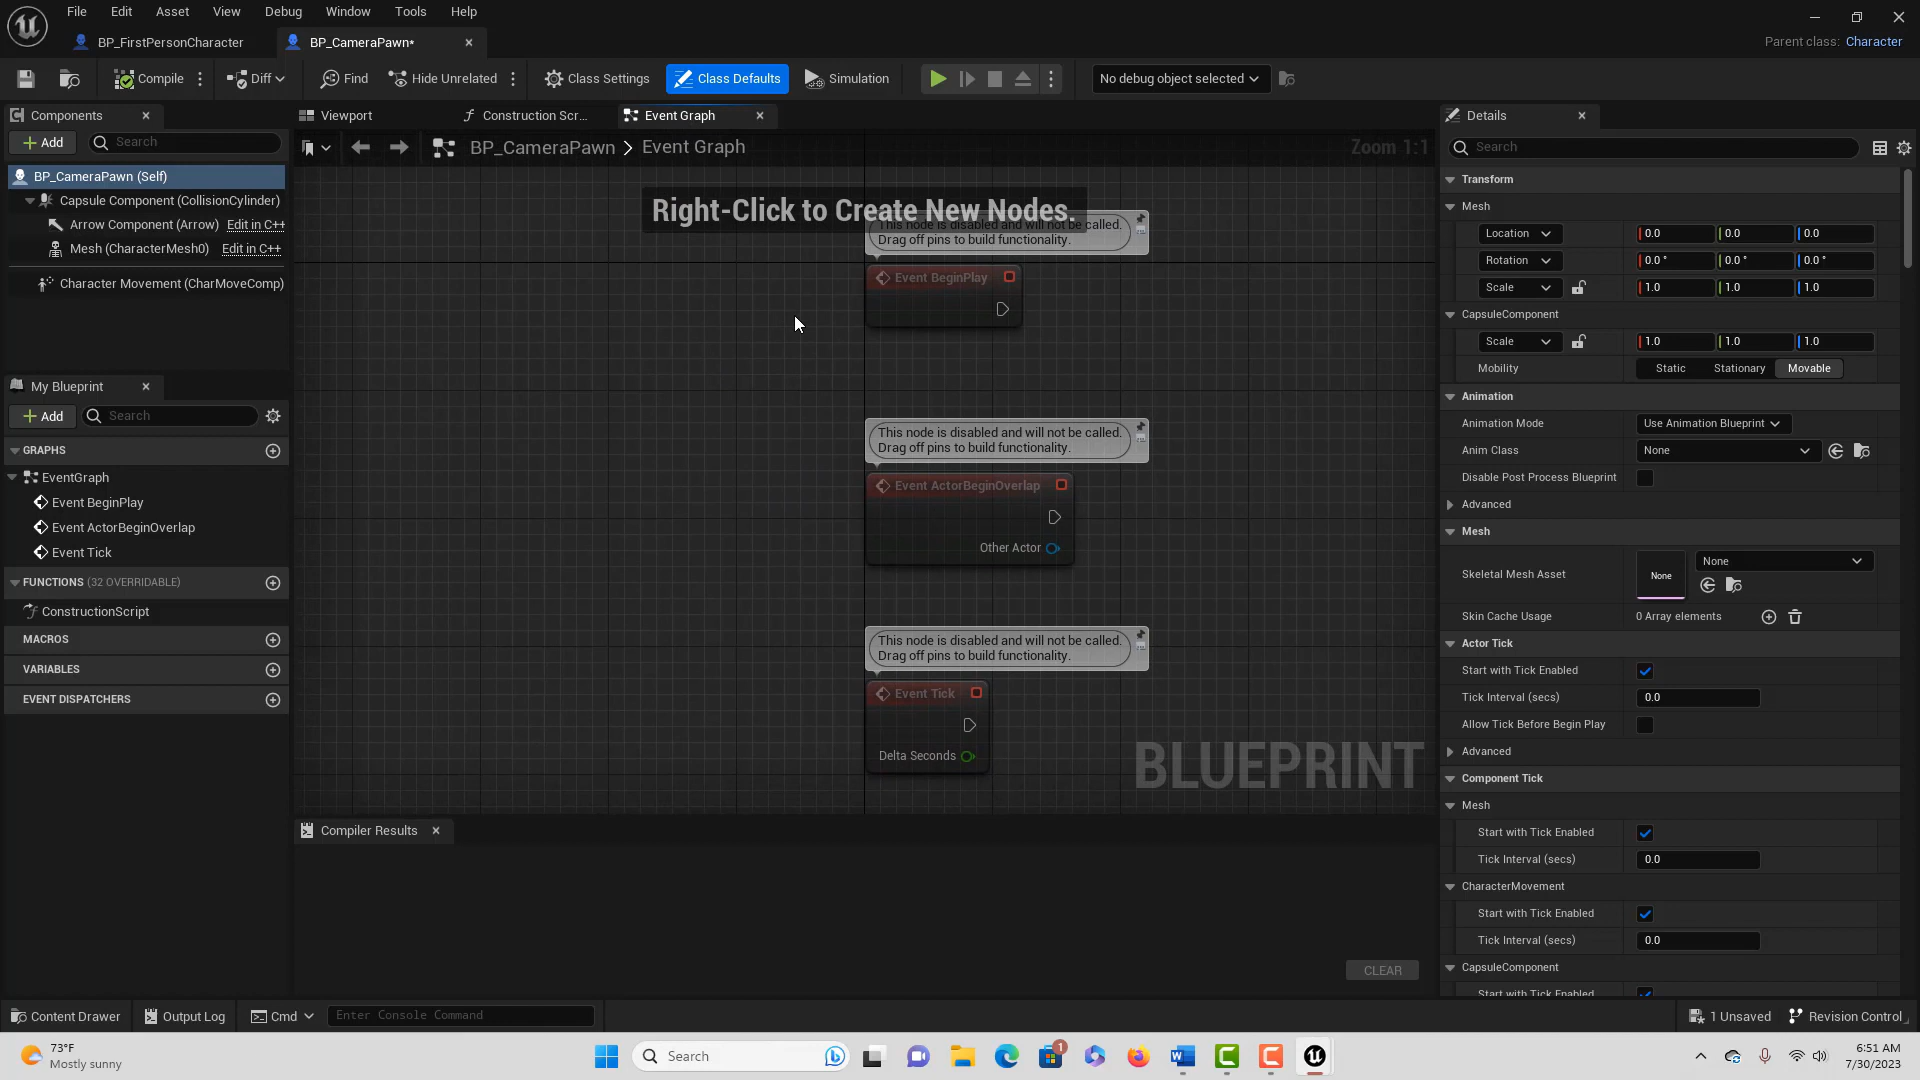 File Edit Asset View Debug Window Tools Help
BP_FirstPersonCharacter
BP_CameraPawn*
Parent class: Character
Compile
Diff
Find
Hide Unrelated
Class Settings
Class Defaults
Simulation
No debug object selected
Components
Add
Search
BP_CameraPawn (Self)
Capsule Component (CollisionCylinder)
Arrow Component (Arrow) Edit in C++
Mesh (CharacterMesh0) Edit in C++
Character Movement (CharMoveComp)
My Blueprint
Add
Search
GRAPHS
EventGraph
Event BeginPlay
Event ActorBeginOverlap
Event Tick
FUNCTIONS (32 OVERRIDABLE)
ConstructionScript
MACROS
VARIABLES
EVENT DISPATCHERS
Viewport
Construction Scr...
Event Graph
BP_CameraPawn > Event Graph
Zoom 1:1
Right-Click to Create New Nodes.
This node is disabled and will not be called.
Drag off pins to build functionality.
Event BeginPlay
This node is disabled and will not be called.
Drag off pins to build functionality.
Event ActorBeginOverlap
Other Actor
This node is disabled and will not be called.
Drag off pins to build functionality.
Event Tick
Delta Seconds
BLUEPRINT
Compiler Results
CLEAR
Details
Search
Transform
Mesh
Location 0.0 0.0 0.0
Rotation 0.0 ° 0.0 ° 0.0 °
Scale 1.0 1.0 1.0
CapsuleComponent
Scale 1.0 1.0 1.0
Mobility Static Stationary Movable
Animation
Animation Mode Use Animation Blueprint
Anim Class None
Disable Post Process Blueprint
Advanced
Mesh
Skeletal Mesh Asset None None
Skin Cache Usage 0 Array elements
Actor Tick
Start with Tick Enabled
Tick Interval (secs) 0.0
Allow Tick Before Begin Play
Advanced
Component Tick
Mesh
Start with Tick Enabled
Tick Interval (secs) 0.0
CharacterMovement
Start with Tick Enabled
Tick Interval (secs) 0.0
CapsuleComponent
Start with Tick Enabled
Content Drawer
Output Log
Cmd
Enter Console Command
1 Unsaved
Revision Control
73°F
Mostly sunny
Search
1
6:51 AM
7/30/2023